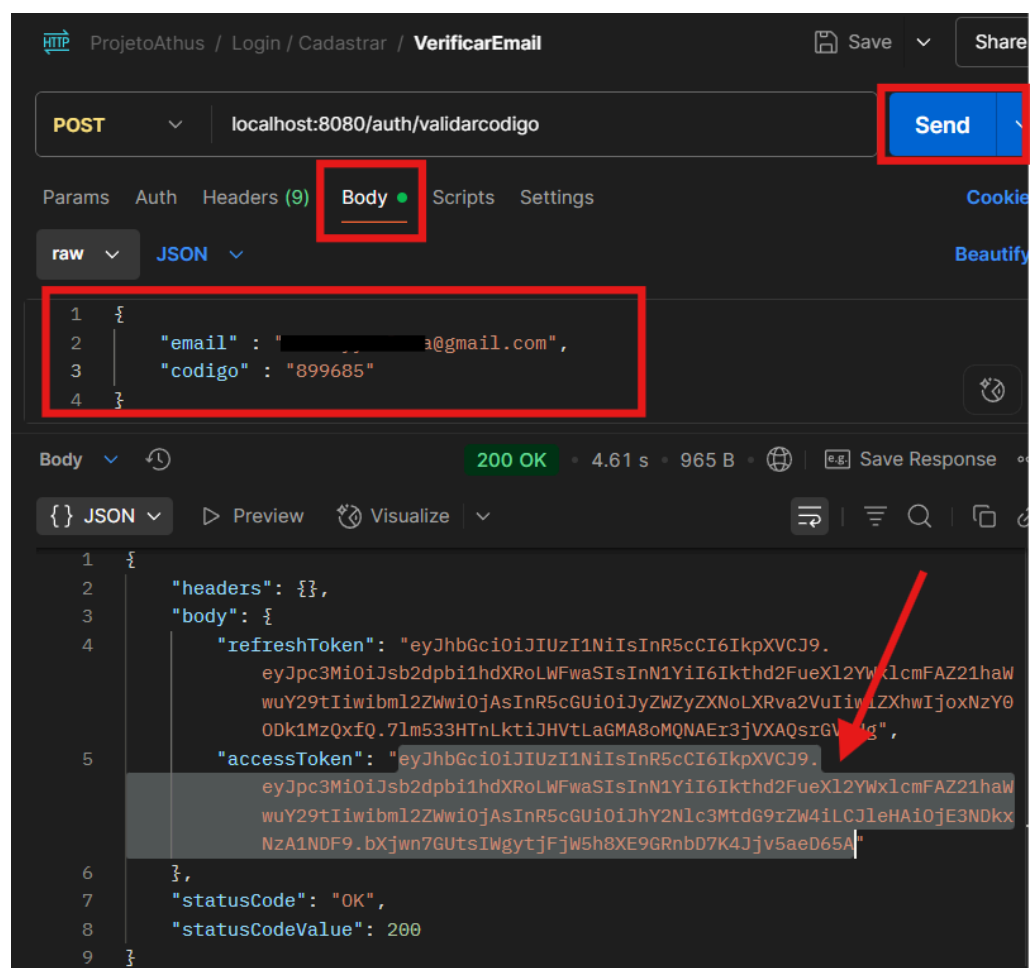 HTTP ProjetoAthus / Login / Cadastrar / VerificarEmail Save Share
POST localhost:8080/auth/validarcodigo Send
Params Auth Headers (9) Body Scripts Settings Cookie
raw JSON Beautify
1 {
2 "email" : " a@gmail.com",
3 "codigo" : "899685"
4 }
Body 200 OK • 4.61 s • 965 B • e.g. Save Response
{} JSON Preview Visualize
1 {
2 "headers": {},
3 "body": {
4 "refreshToken": "eyJhbGciOiJIUzI1NiIsInR5cCI6IkpXVCJ9.
eyJpc3MiOiJsb2dpbi1hdXRoLWFwaSIsInN1YiI6Ikthd2FueXl2YWxlcmFAZ21haW
wuY29tIiwibml2ZWwiOjAsInR5cGUiOiJyZWZyZXNoLXRva2VuIiwiZXhwIjoxNzY0
ODk1MzQxfQ.7lm533HTnLktiJHVtLaGMA8oMQNAEr3jVXAQsrGV
5 "accessToken": "eyJhbGciOiJIUzI1NiIsInR5cCI6IkpXVCJ9.
eyJpc3MiOiJsb2dpbi1hdXRoLWFwaSIsInN1YiI6Ikthd2FueXl2YWxlcmFAZ21haW
wuY29tIiwibml2ZWwiOjAsInR5cGUiOiJhY2Nlc3MtdG9rZW4iLCJleHAiOjE3NDkx
NzA1NDF9.bXjwn7GUtsIWgytjFjW5h8XE9GRnbD7K4Jjv5aeD65A"
6 },
7 "statusCode": "OK",
8 "statusCodeValue": 200
9 }